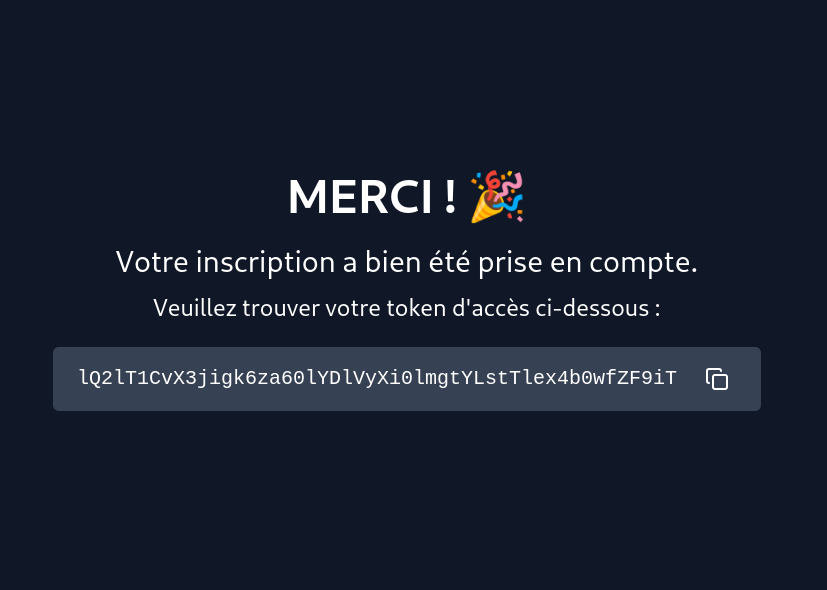 MERCI ! 🎉
Votre inscription a bien été prise en compte.
Veuillez trouver votre token d'accès ci-dessous :
lQ2lT1CvX3jigk6za60lYDlVyXi0lmgtYLstTlex4b0wfZF9iT